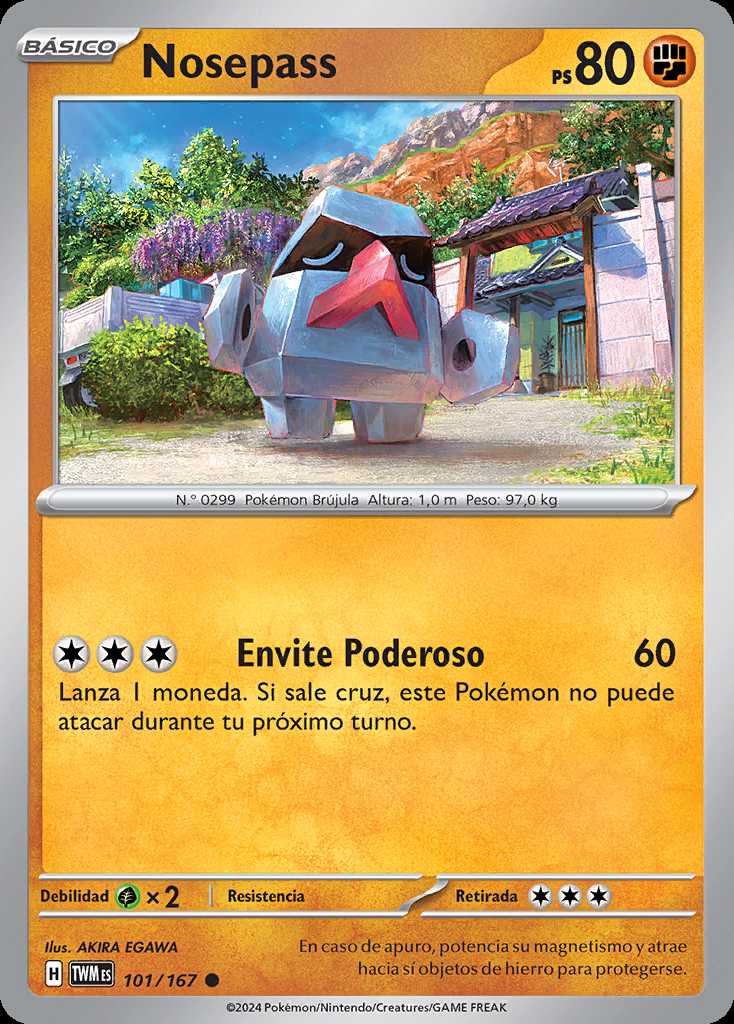 BÁSICO
Nosepass
PS 80
N.º 0299 Pokémon Brújula Altura: 1,0 m Peso: 97,0 kg
Envite Poderoso 60
Lanza 1 moneda. Si sale cruz, este Pokémon no puede
atacar durante tu próximo turno.
Debilidad ×2 Resistencia Retirada
Ilus. AKIRA EGAWA
En caso de apuro, potencia su magnetismo y atrae
hacia sí objetos de hierro para protegerse.
H TWM ES 101/167
©2024 Pokémon/Nintendo/Creatures/GAME FREAK